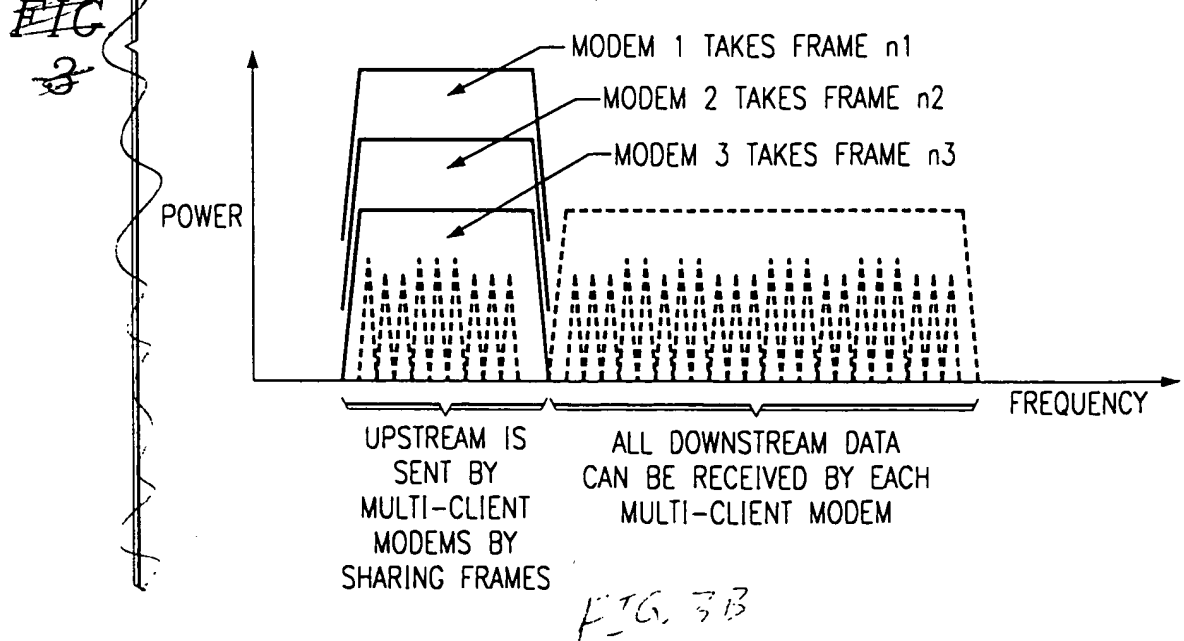 FIG
3
MODEM 1 TAKES FRAME n1
MODEM 2 TAKES FRAME n2
MODEM 3 TAKES FRAME n3
POWER
FREQUENCY
UPSTREAM IS
SENT BY
MULTI-CLIENT
MODEMS BY
SHARING FRAMES
ALL DOWNSTREAM DATA
CAN BE RECEIVED BY EACH
MULTI-CLIENT MODEM
FIG. 3B